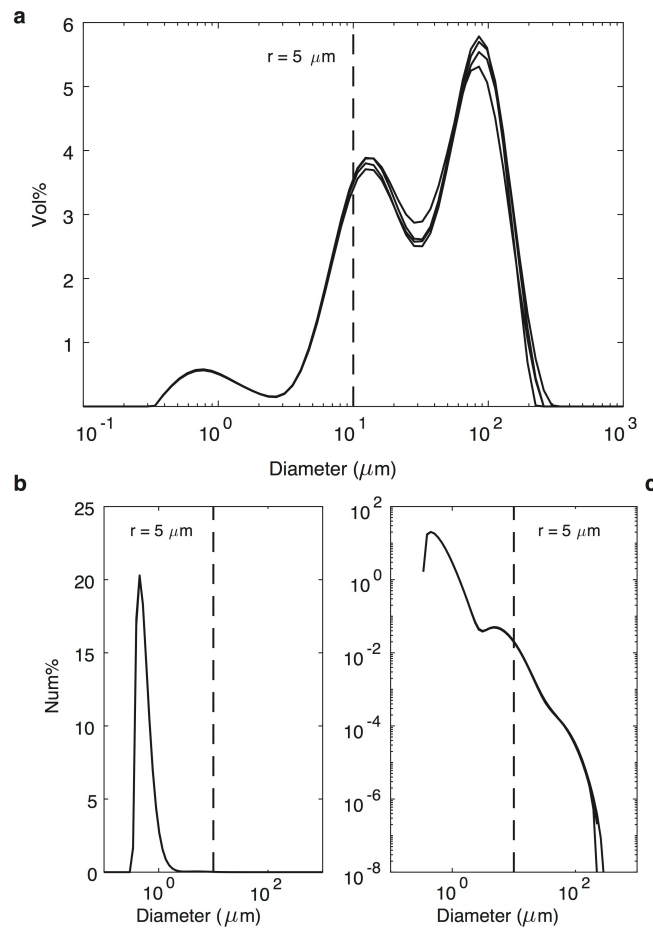 a
6
5
4
3
2
1
Vol%
r = 5 μm
10^-1
10^0
10^1
10^2
10^3
Diameter (μm)
b
25
20
15
10
5
0
Num%
r = 5 μm
10^0
10^2
Diameter (μm)
c
10^2
10^0
10^-2
10^-4
10^-6
10^-8
r = 5 μm
10^0
10^2
Diameter (μm)